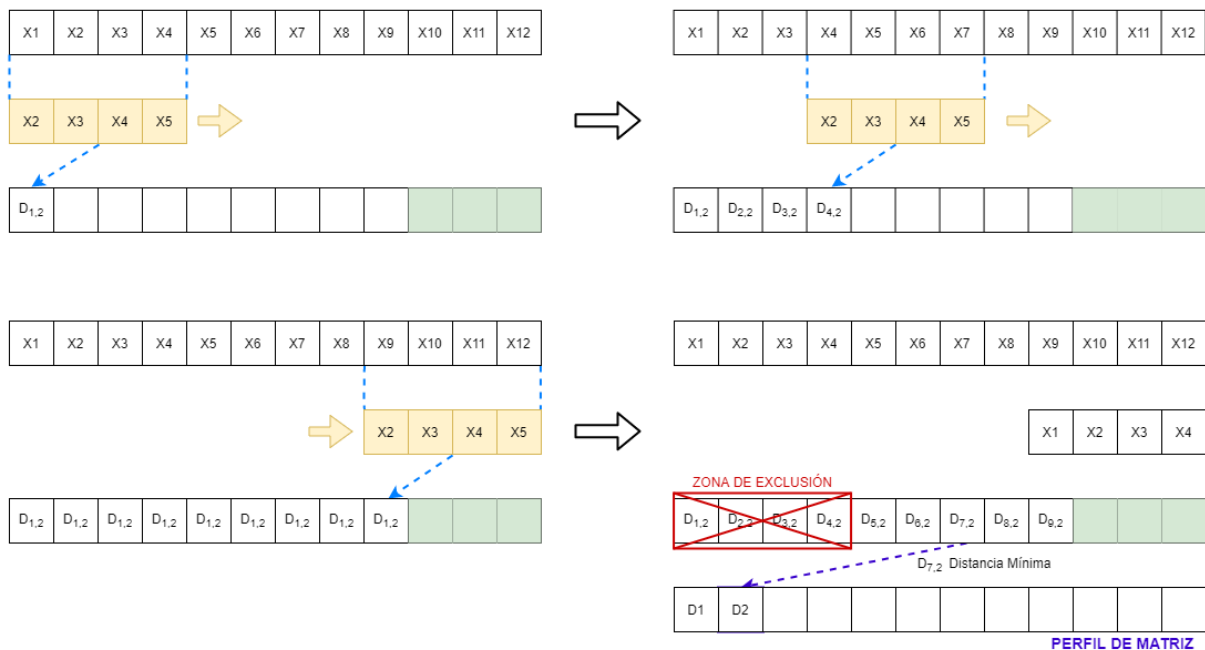 X1 X2 X3 X4 X5 X6 X7 X8 X9 X10 X11 X12
X2 X3 X4 X5
D1,2
X1 X2 X3 X4 X5 X6 X7 X8 X9 X10 X11 X12
X2 X3 X4 X5
D1,2 D2,2 D3,2 D4,2
X1 X2 X3 X4 X5 X6 X7 X8 X9 X10 X11 X12
X2 X3 X4 X5
D1,2 D1,2 D1,2 D1,2 D1,2 D1,2 D1,2 D1,2 D1,2
X1 X2 X3 X4 X5 X6 X7 X8 X9 X10 X11 X12
X1 X2 X3 X4
ZONA DE EXCLUSIÓN
D1,2 D2,2 D3,2 D4,2 D5,2 D6,2 D7,2 D8,2 D9,2
D7,2 Distancia Mínima
D1 D2
PERFIL DE MATRIZ